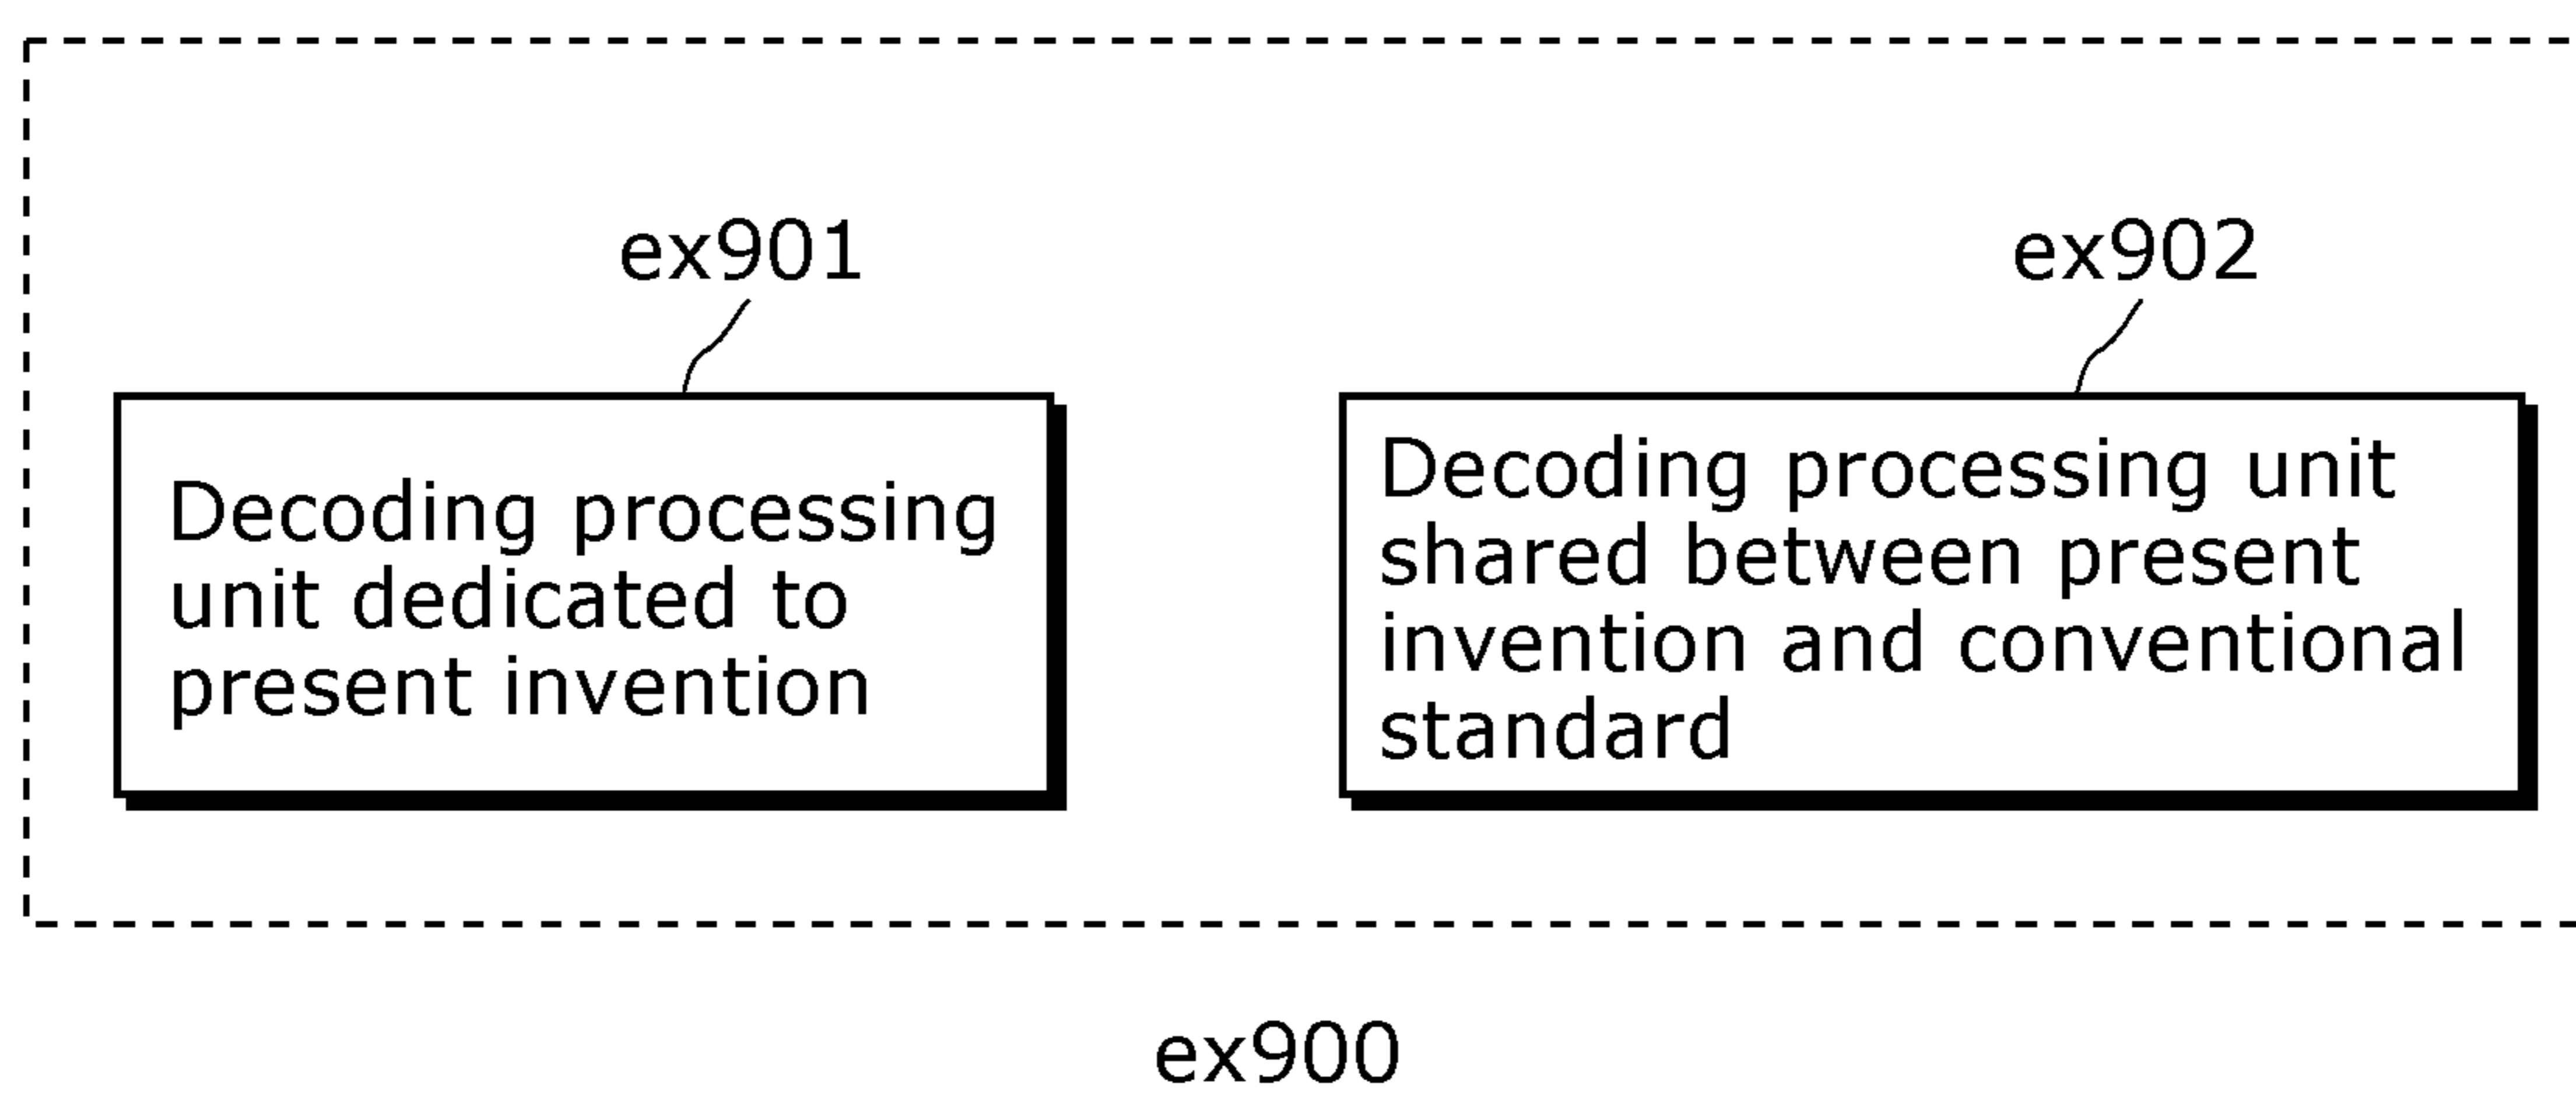 ex901
ex902
Decoding processing
unit dedicated to
present invention
Decoding processing unit
shared between present
invention and conventional
standard
ex900